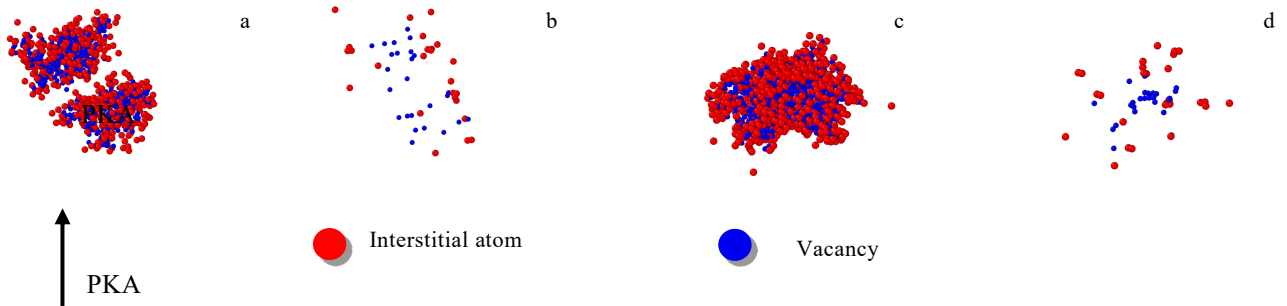 a
b
c
d
PKA
Interstitial atom
Vacancy
PKA